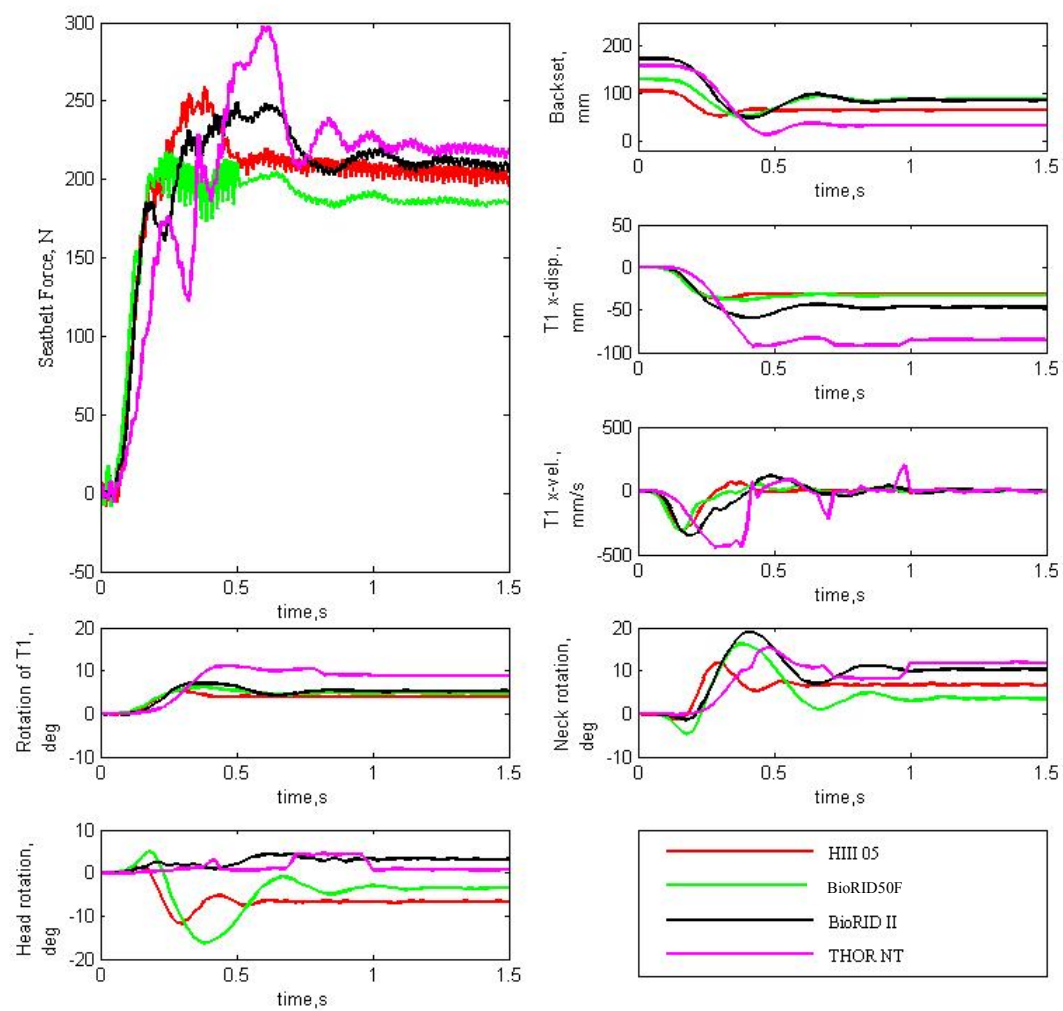 300
250
200
150
100
50
0
-50
0
0.5
1
1.5
Seatbelt Force, N
time,s
200
100
0
0
0.5
1
1.5
Backset,
mm
time,s
50
0
-50
-100
0
0.5
1
1.5
T1 x-disp.,
mm
time,s
500
0
-500
0
0.5
1
1.5
T1 x-vel.,
mm/s
time,s
20
10
0
-10
0
0.5
1
1.5
Rotation of T1,
deg
time,s
20
10
0
-10
0
0.5
1
1.5
Neck rotation,
deg
time,s
10
0
-10
-20
0
0.5
1
1.5
Head rotation,
deg
time,s
HIII 05
BioRID50F
BioRID II
THOR NT